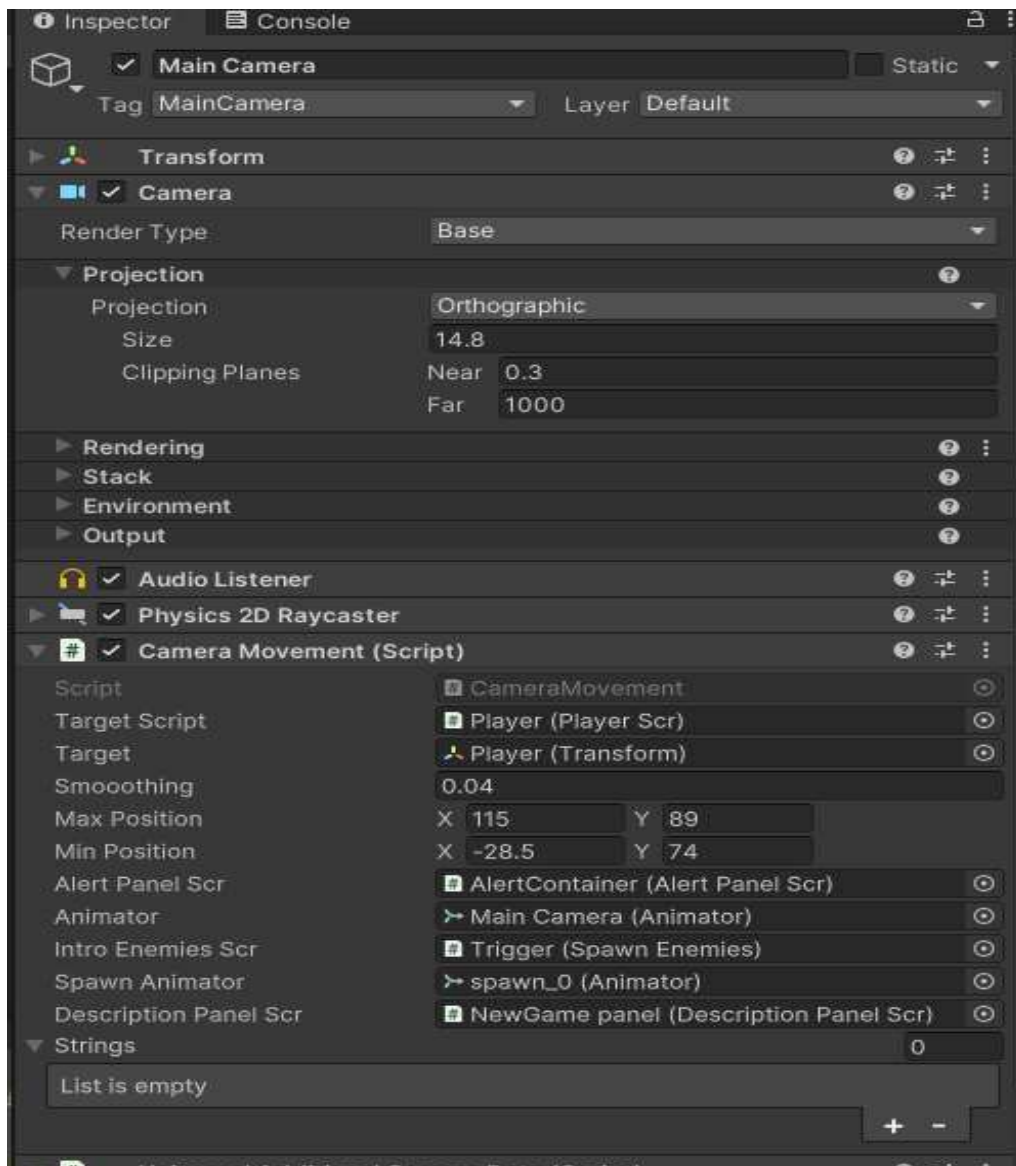 Inspector Console
Main Camera Static
Tag MainCamera Layer Default
Transform
Camera
Render Type Base
Projection
Projection Orthographic
Size 14.8
Clipping Planes Near 0.3
Far 1000
Rendering
Stack
Environment
Output
Audio Listener
Physics 2D Raycaster
Camera Movement (Script)
Script CameraMovement
Target Script Player (Player Scr)
Target Player (Transform)
Smooothing 0.04
Max Position X 115 Y 89
Min Position X -28.5 Y 74
Alert Panel Scr AlertContainer (Alert Panel Scr)
Animator Main Camera (Animator)
Intro Enemies Scr Trigger (Spawn Enemies)
Spawn Animator spawn_0 (Animator)
Description Panel Scr NewGame panel (Description Panel Scr)
Strings 0
List is empty
+ -